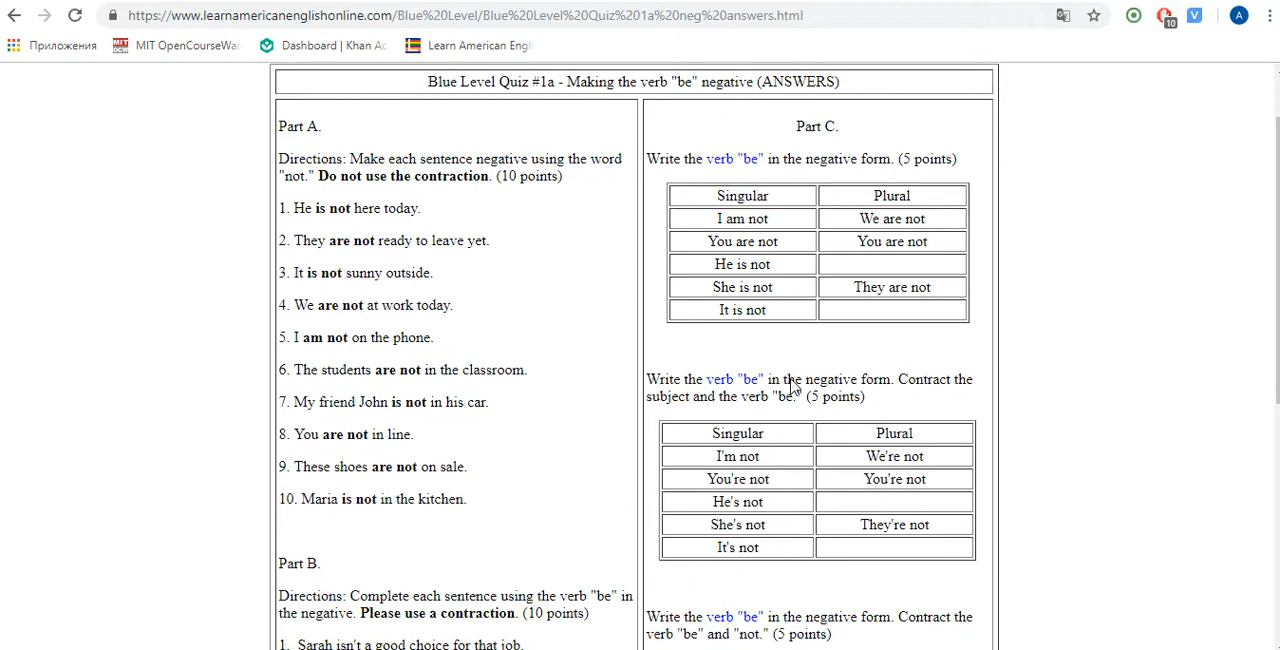 https://www.learnamericanenglishonline.com/Blue%20Level/Blue%20Level%20Quiz%201a%20neg%20answers.html
10
A
Приложения
MIT OpenCourseWar
Dashboard | Khan Ac
Learn American Engli
Blue Level Quiz #1a - Making the verb "be" negative (ANSWERS)
Part A.
Directions: Make each sentence negative using the word
"not." Do not use the contraction. (10 points)
1. He is not here today.
2. They are not ready to leave yet.
3. It is not sunny outside.
4. We are not at work today.
5. I am not on the phone.
6. The students are not in the classroom.
7. My friend John is not in his car.
8. You are not in line.
9. These shoes are not on sale.
10. Maria is not in the kitchen.
Part B.
Directions: Complete each sentence using the verb "be" in
the negative. Please use a contraction. (10 points)
1. Sarah isn't a good choice for that job.
Part C.
Write the verb "be" in the negative form. (5 points)
Singular Plural
I am not We are not
You are not You are not
He is not
She is not They are not
It is not
Write the verb "be" in the negative form. Contract the
subject and the verb "be." (5 points)
Singular Plural
I'm not We're not
You're not You're not
He's not
She's not They're not
It's not
Write the verb "be" in the negative form. Contract the
verb "be" and "not." (5 points)